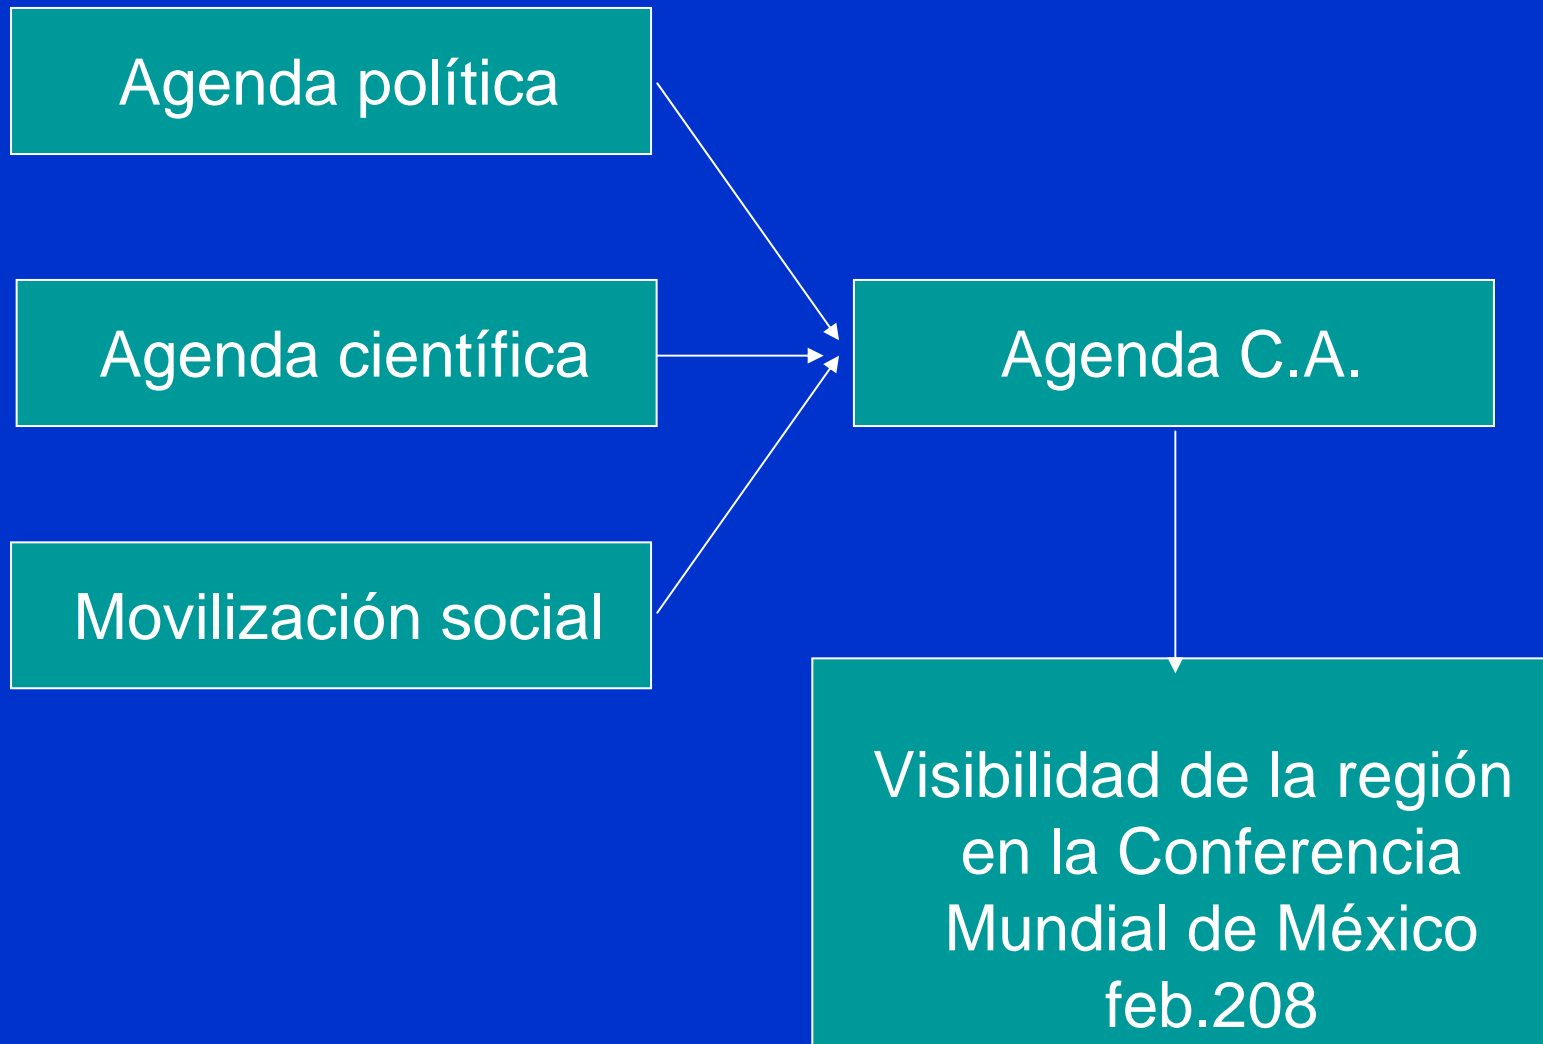 Agenda política
Agenda científica
Agenda C.A.
Movilización social
Visibilidad de la región
en la Conferencia
Mundial de México
feb.208